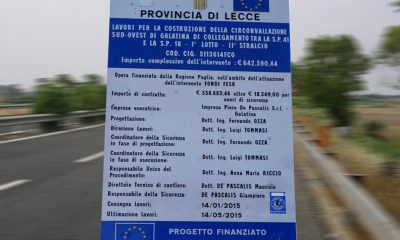 PROVINCIA DI LECCE
LAVORI PER LA COSTRUZIONE DELLA CIRCONVALLAZIONE
SUD-OVEST DI GALATINA DI COLLEGAMENTO TRA LA S.P. 41
E LA S.P. 18 - I° LOTTO - II° STRALCIO
COD. CIG. 5113614FC0
Importo complessivo dell'intervento : € 642.590.44
Opera finanziata dalla Regione Puglia, nell'ambito dell'attuazione
dell'intervento FONDI FESR
Importo di contratto: € 558.683,46 oltre € 18.349.00 per
oneri di sicurezza
Impresa esecutrice: Impresa Piero De Pascalis S.r.l.
Galatina
Progettazione: Dott. Ing. Fernando OZZA
Direzione Lavori: Dott. Ing. Luigi TOMMASI
Coordinatore della Sicurezza
in fase di progettazione: Dott. Ing. Fernando OZZA
Coordinatore della Sicurezza
in fase di esecuzione: Dott. Ing. Luigi TOMMASI
Responsabile Unico del
Procedimento: Dott. Ing. Anna Maria RICCIO
Direttore Tecnico di cantiere: Dott. DE PASCALIS Maurizio
Responsabile della Sicurezza: DE PASCALIS Giampiero
Consegna lavori: 14/01/2015
Ultimazione lavori: 14/05/2015
PROGETTO FINANZIATO